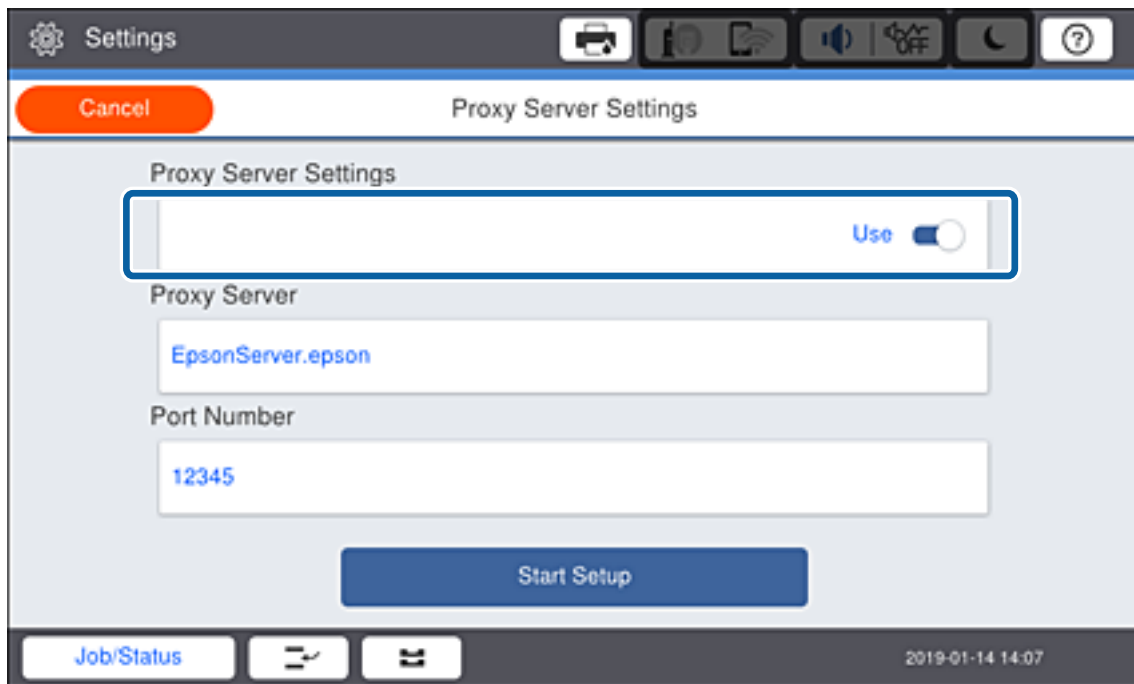 Settings
OFF
?
Cancel
Proxy Server Settings
Proxy Server Settings
Use
Proxy Server
EpsonServer.epson
Port Number
12345
Start Setup
Job/Status
2019-01-14 14:07